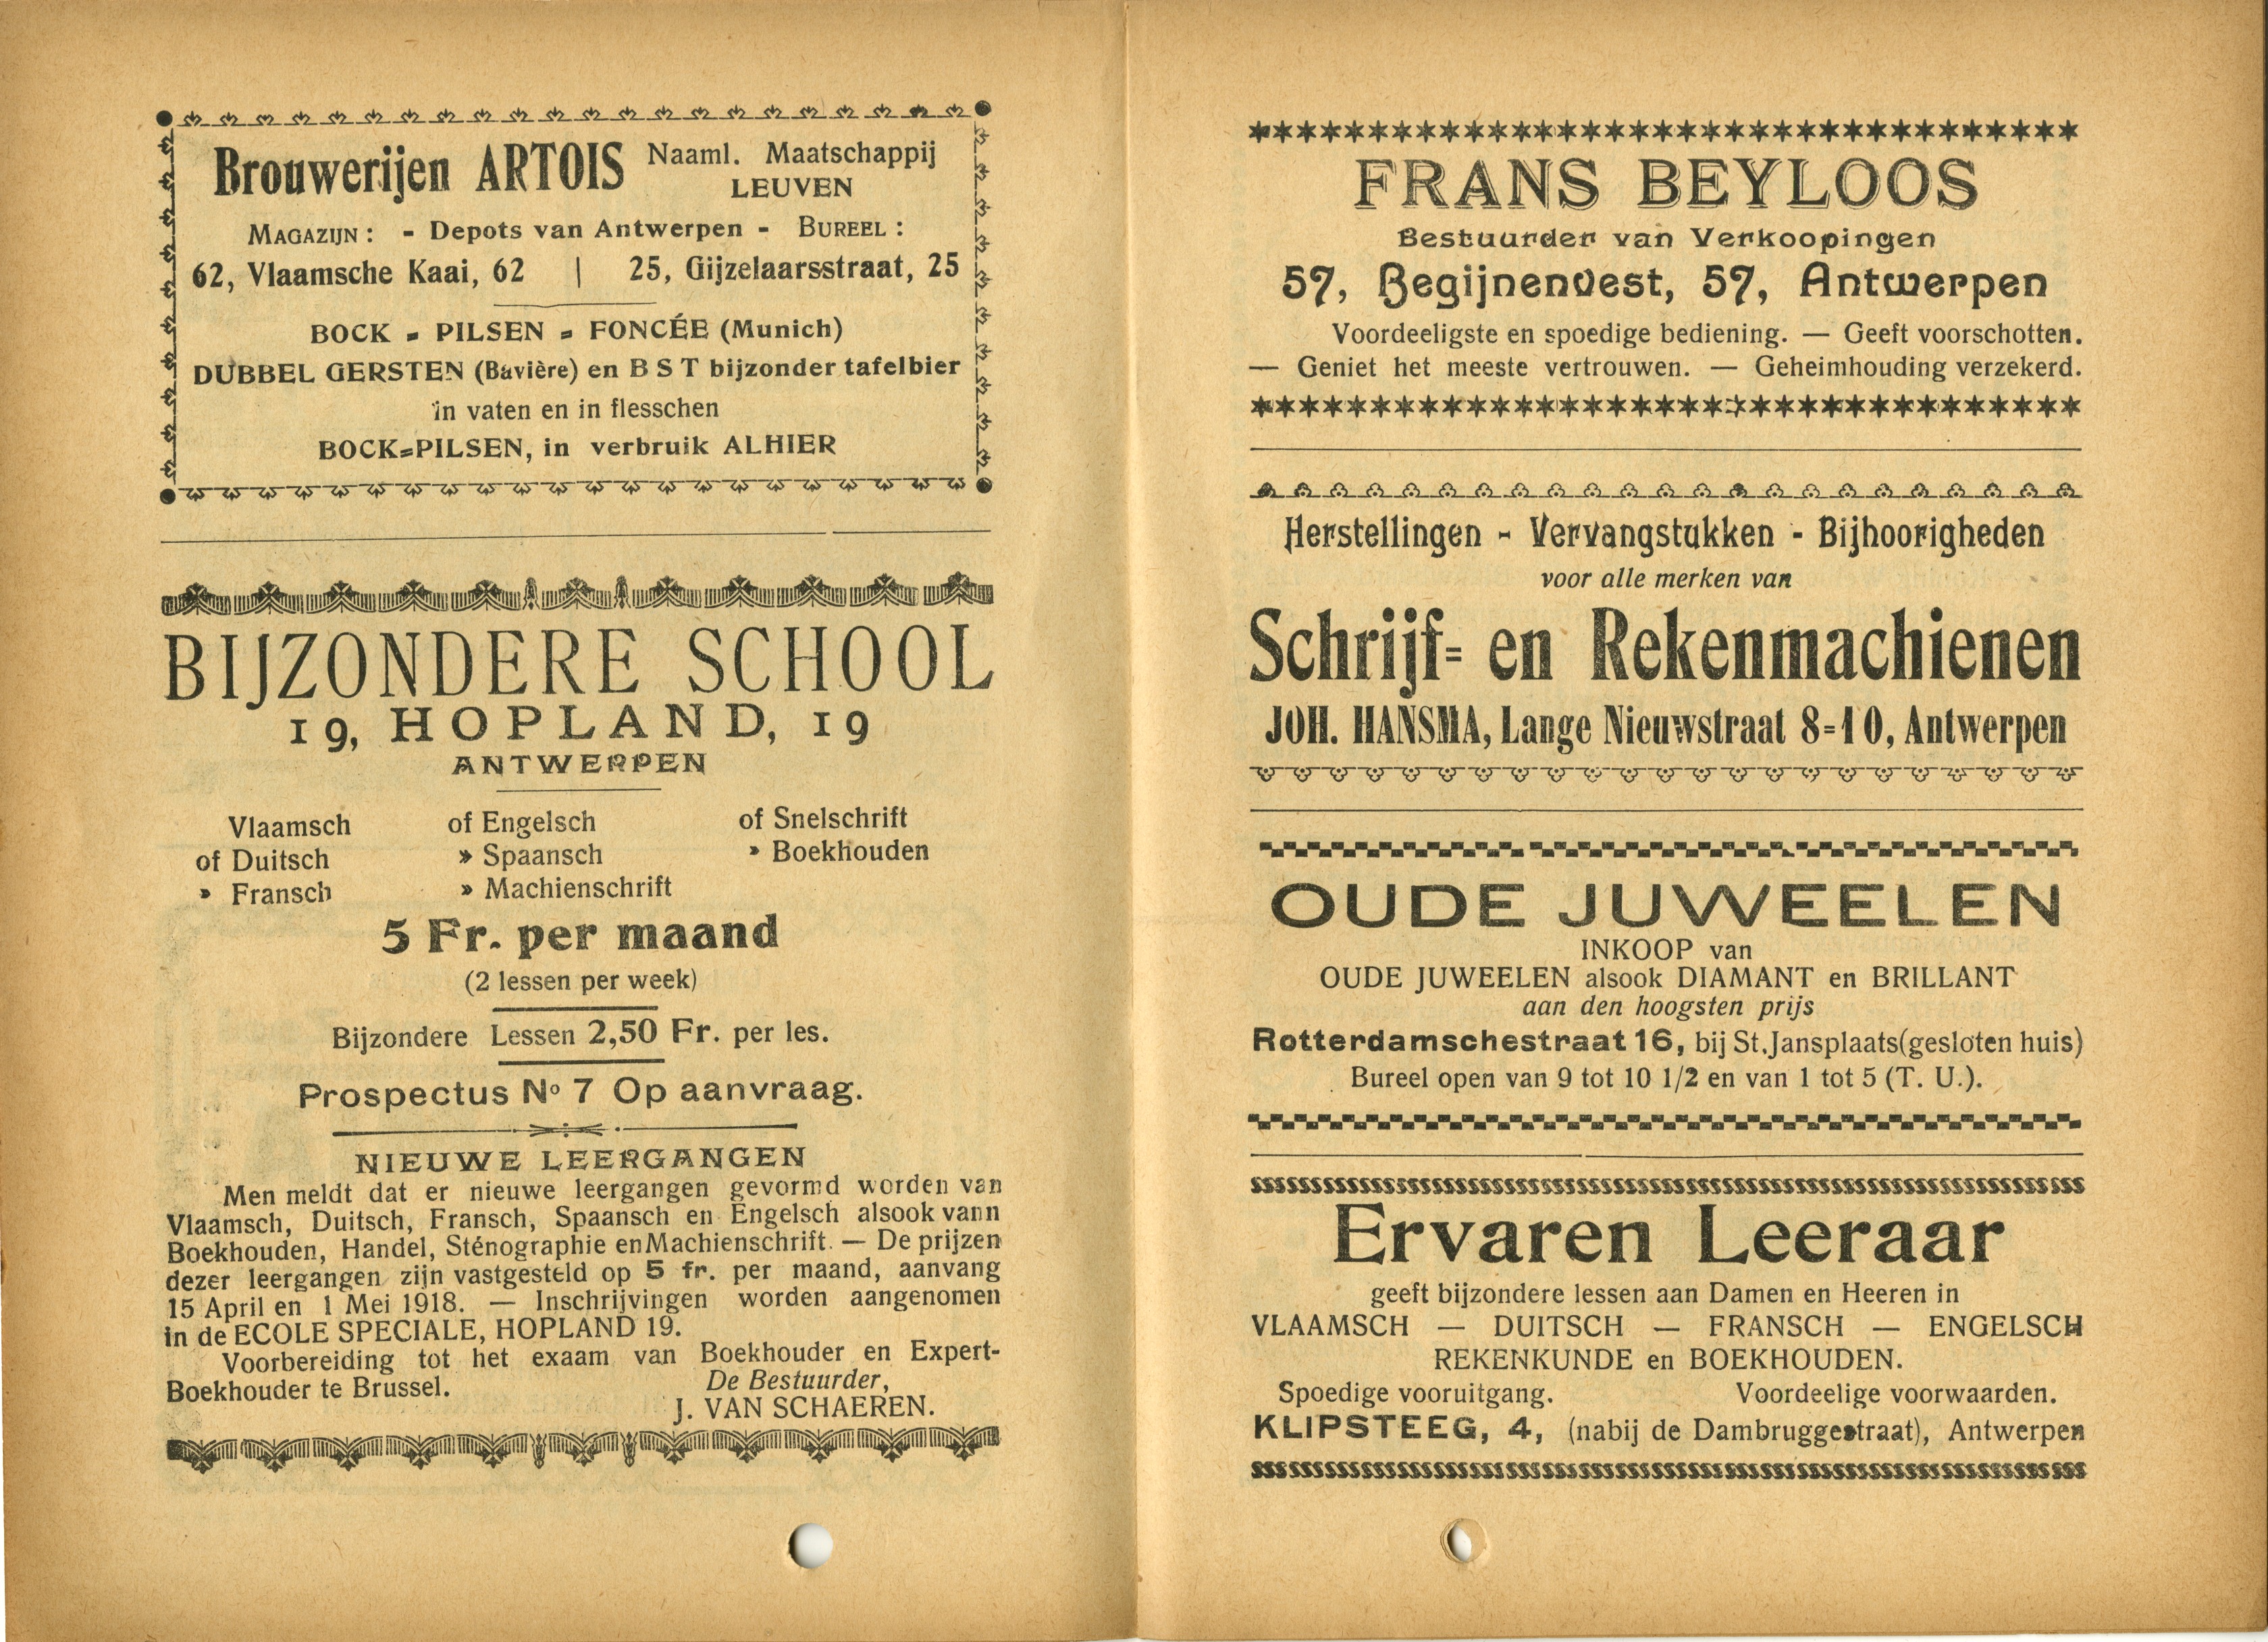 Brouwerijen ARTOIS Naaml. Maatschappij
LEUVEN
MAGAZIJN : - Depots van Antwerpen - BUREEL :
62, Vlaamsche Kaai, 62 | 25, Gijzelaarsstraat, 25
BOCK = PILSEN = FONCÉE (Munich)
DUBBEL GERSTEN (Bavière) en B S T bijzonder tafelbier
in vaten en in flesschen
BOCK=PILSEN, in verbruik ALHIER
BIJZONDERE SCHOOL
19, HOPLAND, 19
ANTWERPEN
Vlaamsch of Engelsch of Snelschrift
of Duitsch » Spaansch » Boekhouden
» Fransch » Machienschrift
5 Fr. per maand
(2 lessen per week)
Bijzondere Lessen 2,50 Fr. per les.
Prospectus No 7 Op aanvraag.
NIEUWE LEERGANGEN
Men meldt dat er nieuwe leergangen gevormd worden van
Vlaamsch, Duitsch, Fransch, Spaansch en Engelsch alsook vann
Boekhouden, Handel, Sténographie en Machienschrift. — De prijzen
dezer leergangen zijn vastgesteld op 5 fr. per maand, aanvang
15 April en 1 Mei 1918. — Inschrijvingen worden aangenomen
in de ECOLE SPECIALE, HOPLAND 19.
Voorbereiding tot het exaam van Boekhouder en Expert-
Boekhouder te Brussel. De Bestuurder,
J. VAN SCHAEREN.
FRANS BEYLOOS
Bestuurder van Verkoopingen
57, Begijnenvest, 57, Antwerpen
Voordeeligste en spoedige bediening. — Geeft voorschotten.
— Geniet het meeste vertrouwen. — Geheimhouding verzekerd.
Herstellingen - Vervangstukken - Bijhoorigheden
voor alle merken van
Schrijf= en Rekenmachienen
JOH. HANSMA, Lange Nieuwstraat 8=10, Antwerpen
OUDE JUWEELEN
INKOOP van
OUDE JUWEELEN alsook DIAMANT en BRILLANT
aan den hoogsten prijs
Rotterdamschestraat 16, bij St.Jansplaats(gesloten huis)
Bureel open van 9 tot 10 1/2 en van 1 tot 5 (T. U.).
Ervaren Leeraar
geeft bijzondere lessen aan Damen en Heeren in
VLAAMSCH — DUITSCH — FRANSCH — ENGELSCH
REKENKUNDE en BOEKHOUDEN.
Spoedige vooruitgang. Voordeelige voorwaarden.
KLIPSTEEG, 4, (nabij de Dambruggestraat), Antwerpen